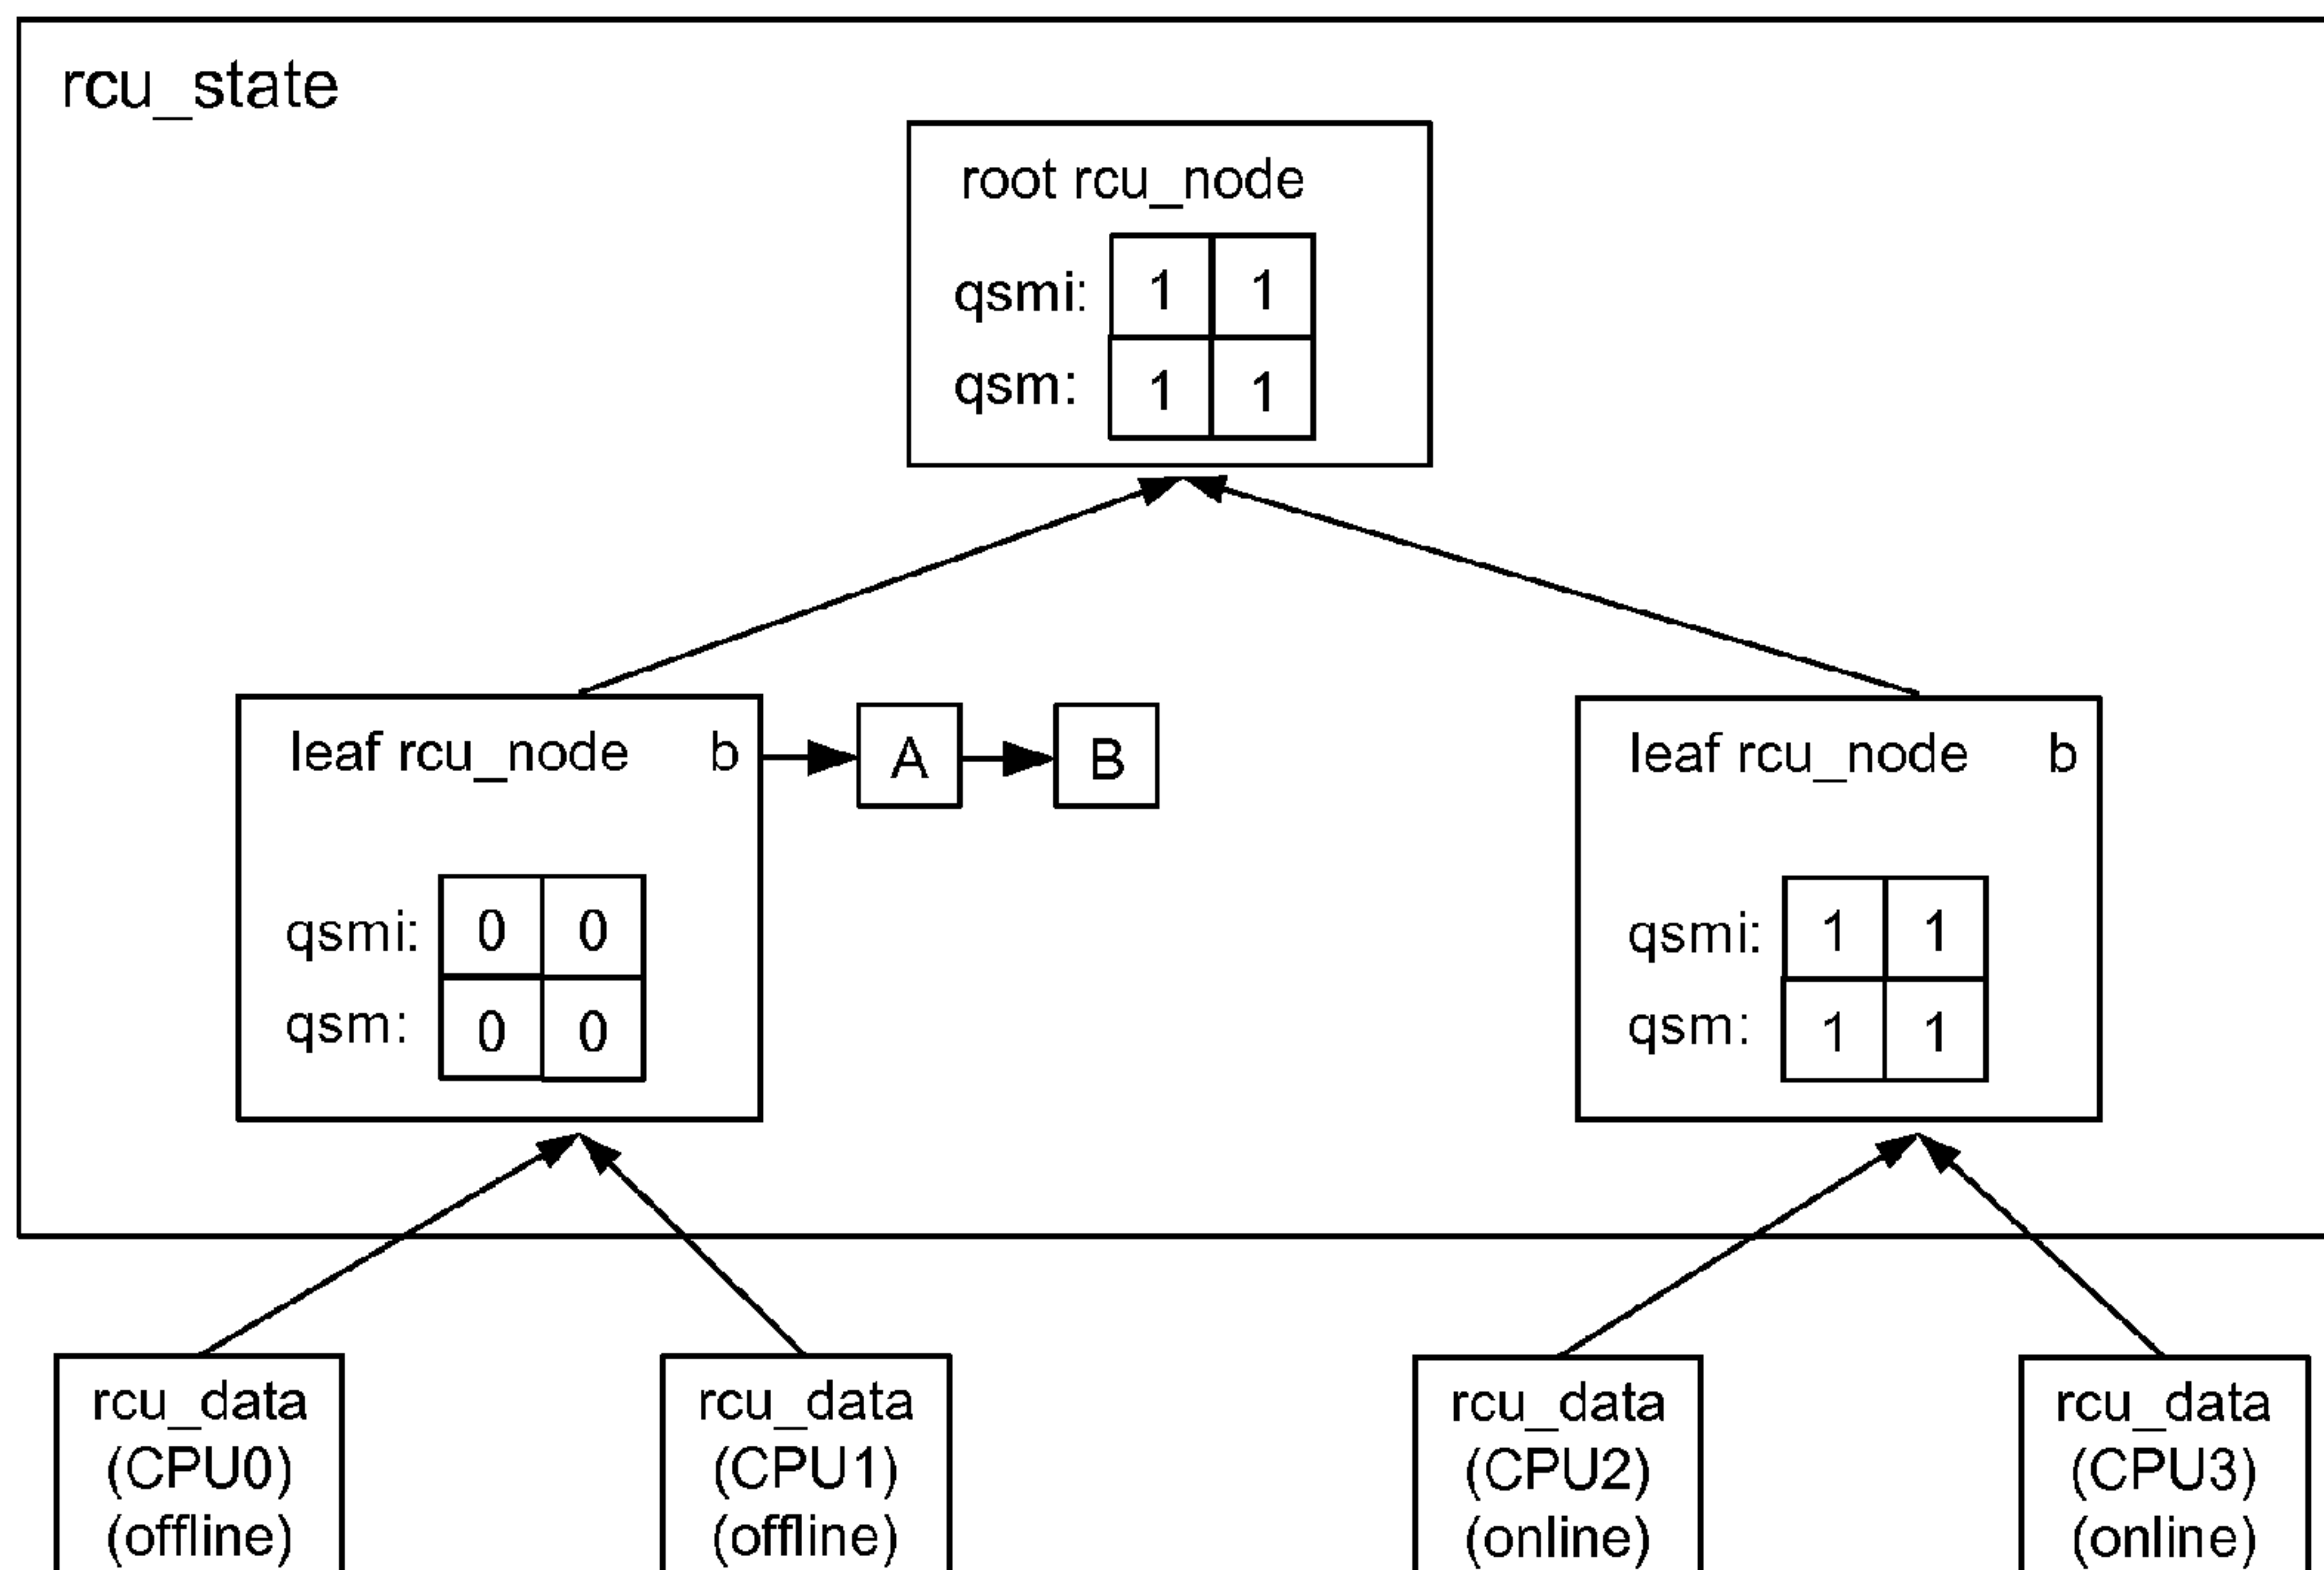 rcu_state
root rcu_node
qsmi: 1 1
qsm: 1 1
leaf rcu_node b
A
B
qsmi: 0 0
qsm: 0 0
leaf rcu_node b
qsmi: 1 1
qsm: 1 1
rcu_data
(CPU0)
(offline)
rcu_data
(CPU1)
(offline)
rcu_data
(CPU2)
(online)
rcu_data
(CPU3)
(online)